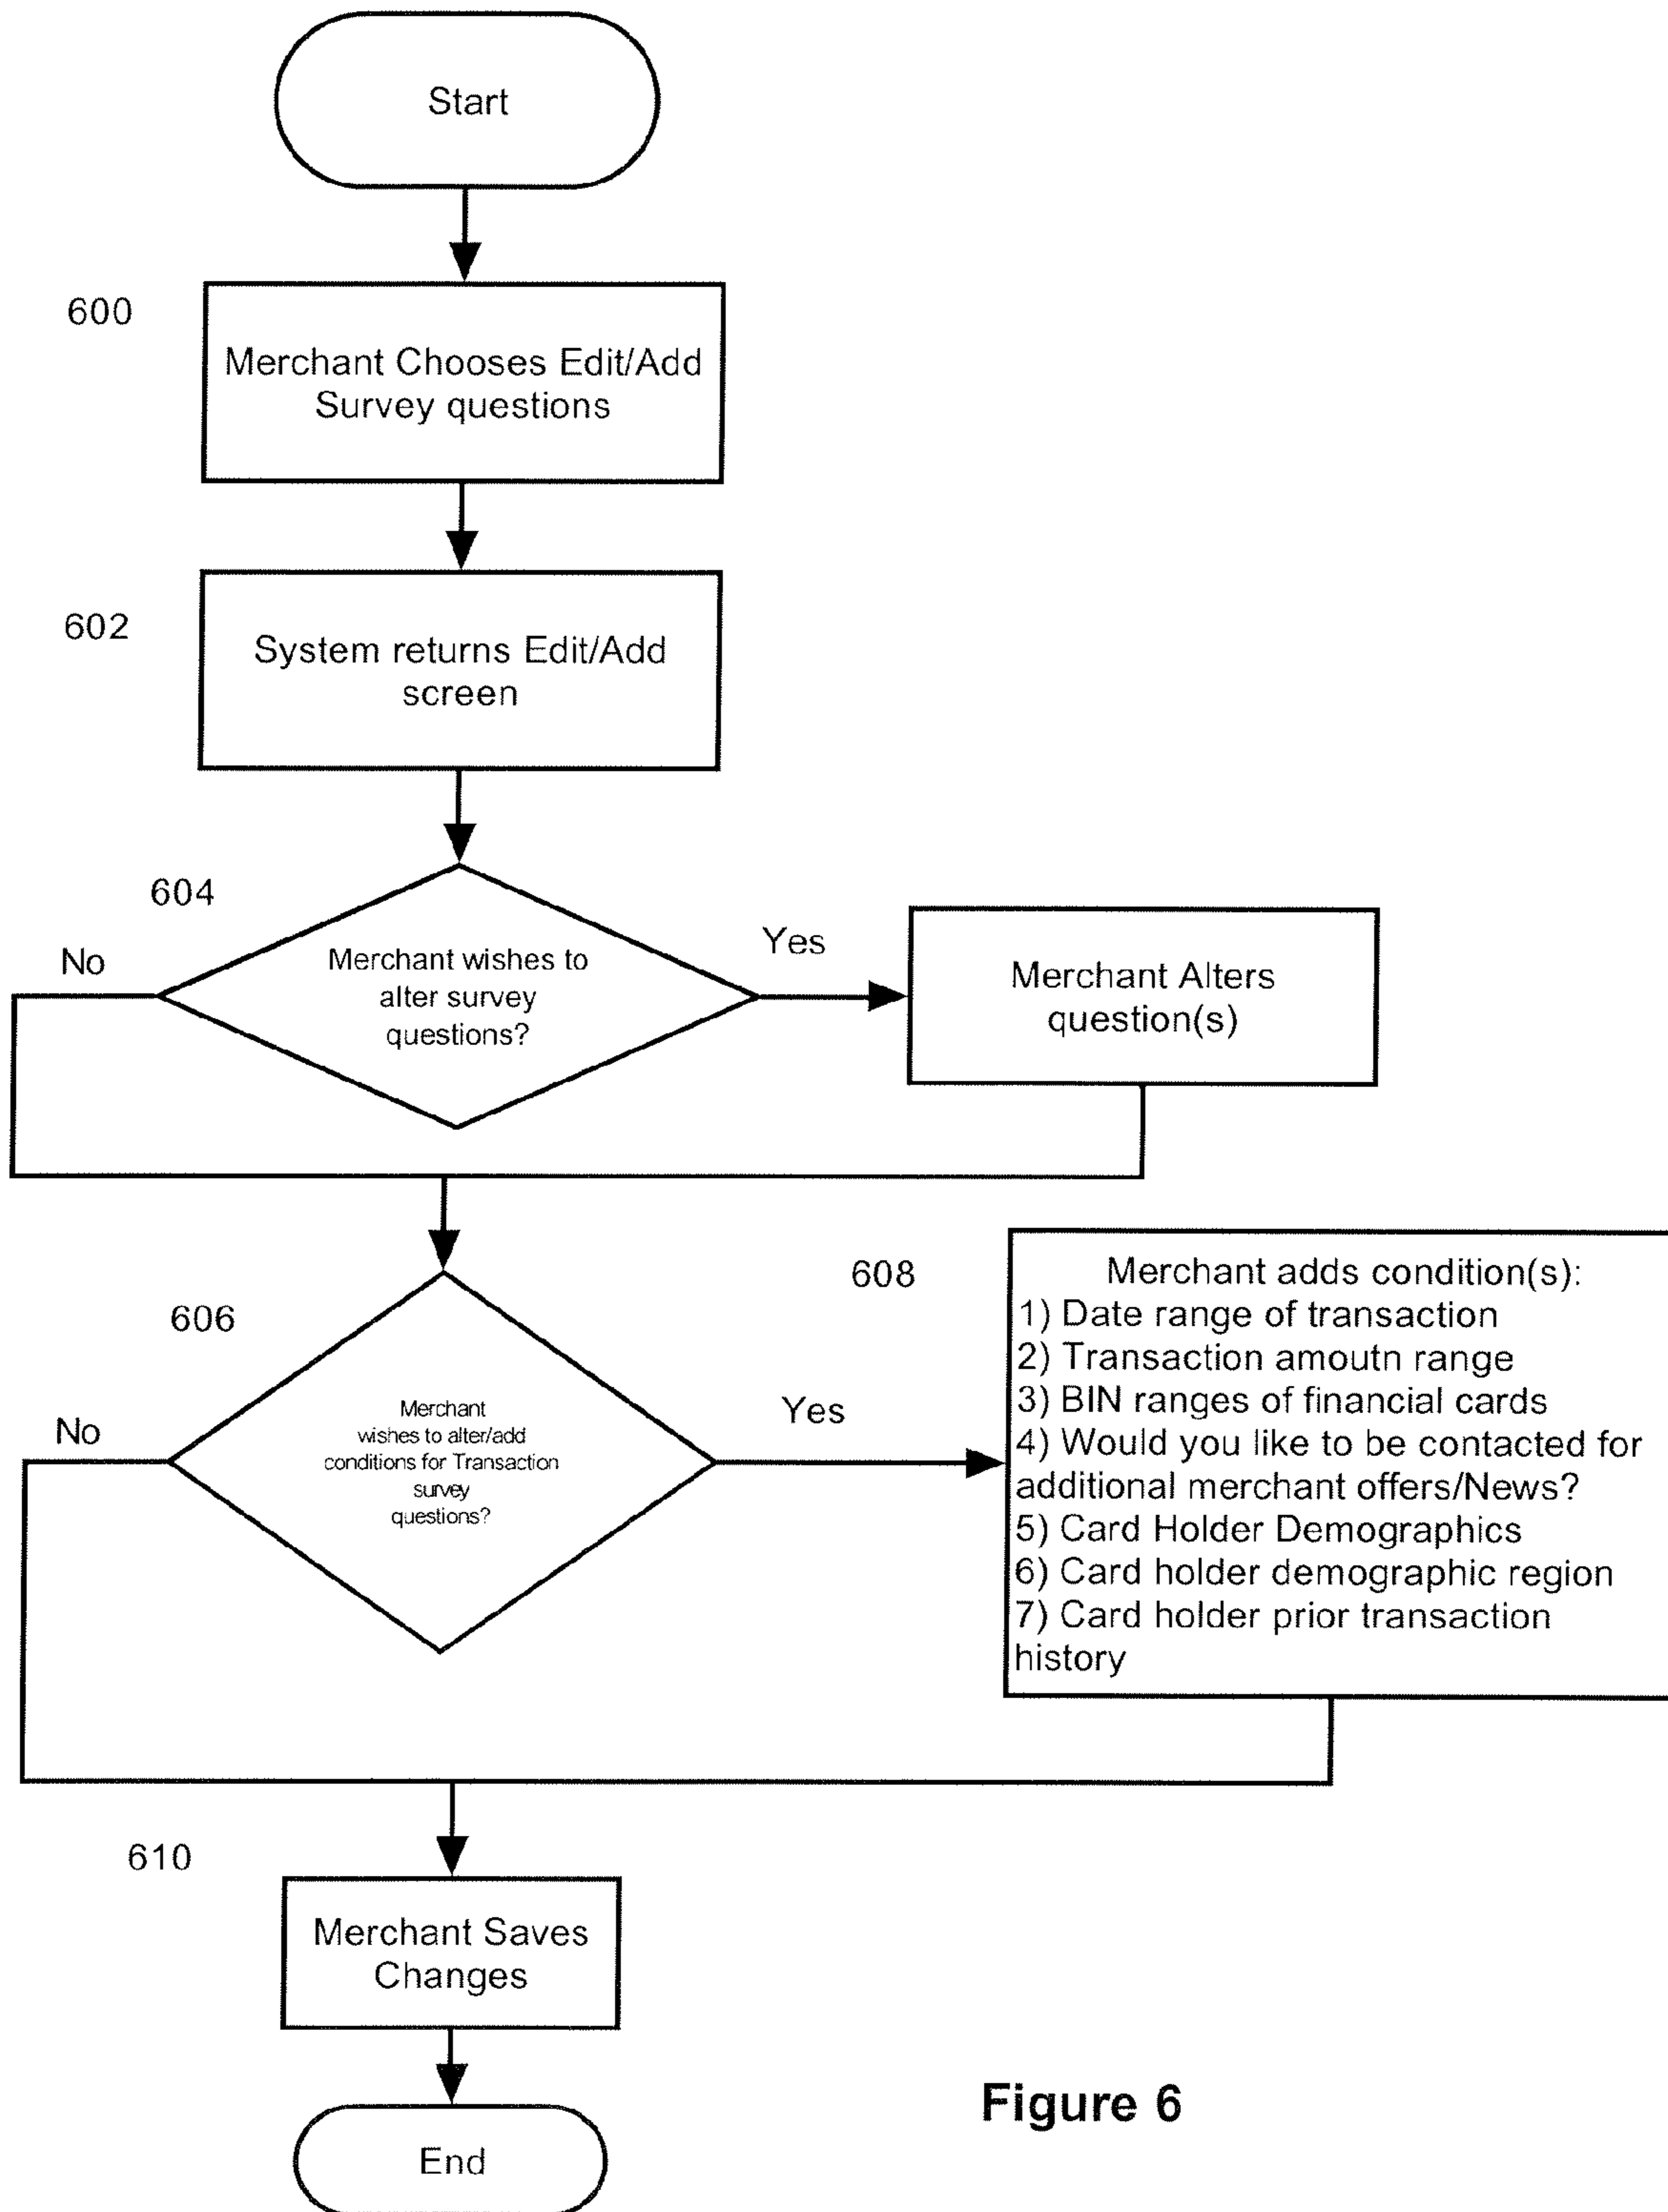 Start
600
Merchant Chooses Edit/Add
Survey questions
602
System returns Edit/Add
screen
604
No
Merchant wishes to
alter survey
questions?
Yes
Merchant Alters
question(s)
606
No
Merchant
wishes to alter/add
conditions for Transaction
survey
questions?
Yes
608
Merchant adds condition(s):
1) Date range of transaction
2) Transaction amoutn range
3) BIN ranges of financial cards
4) Would you like to be contacted for
additional merchant offers/News?
5) Card Holder Demographics
6) Card holder demographic region
7) Card holder prior transaction
history
610
Merchant Saves
Changes
End
Figure 6